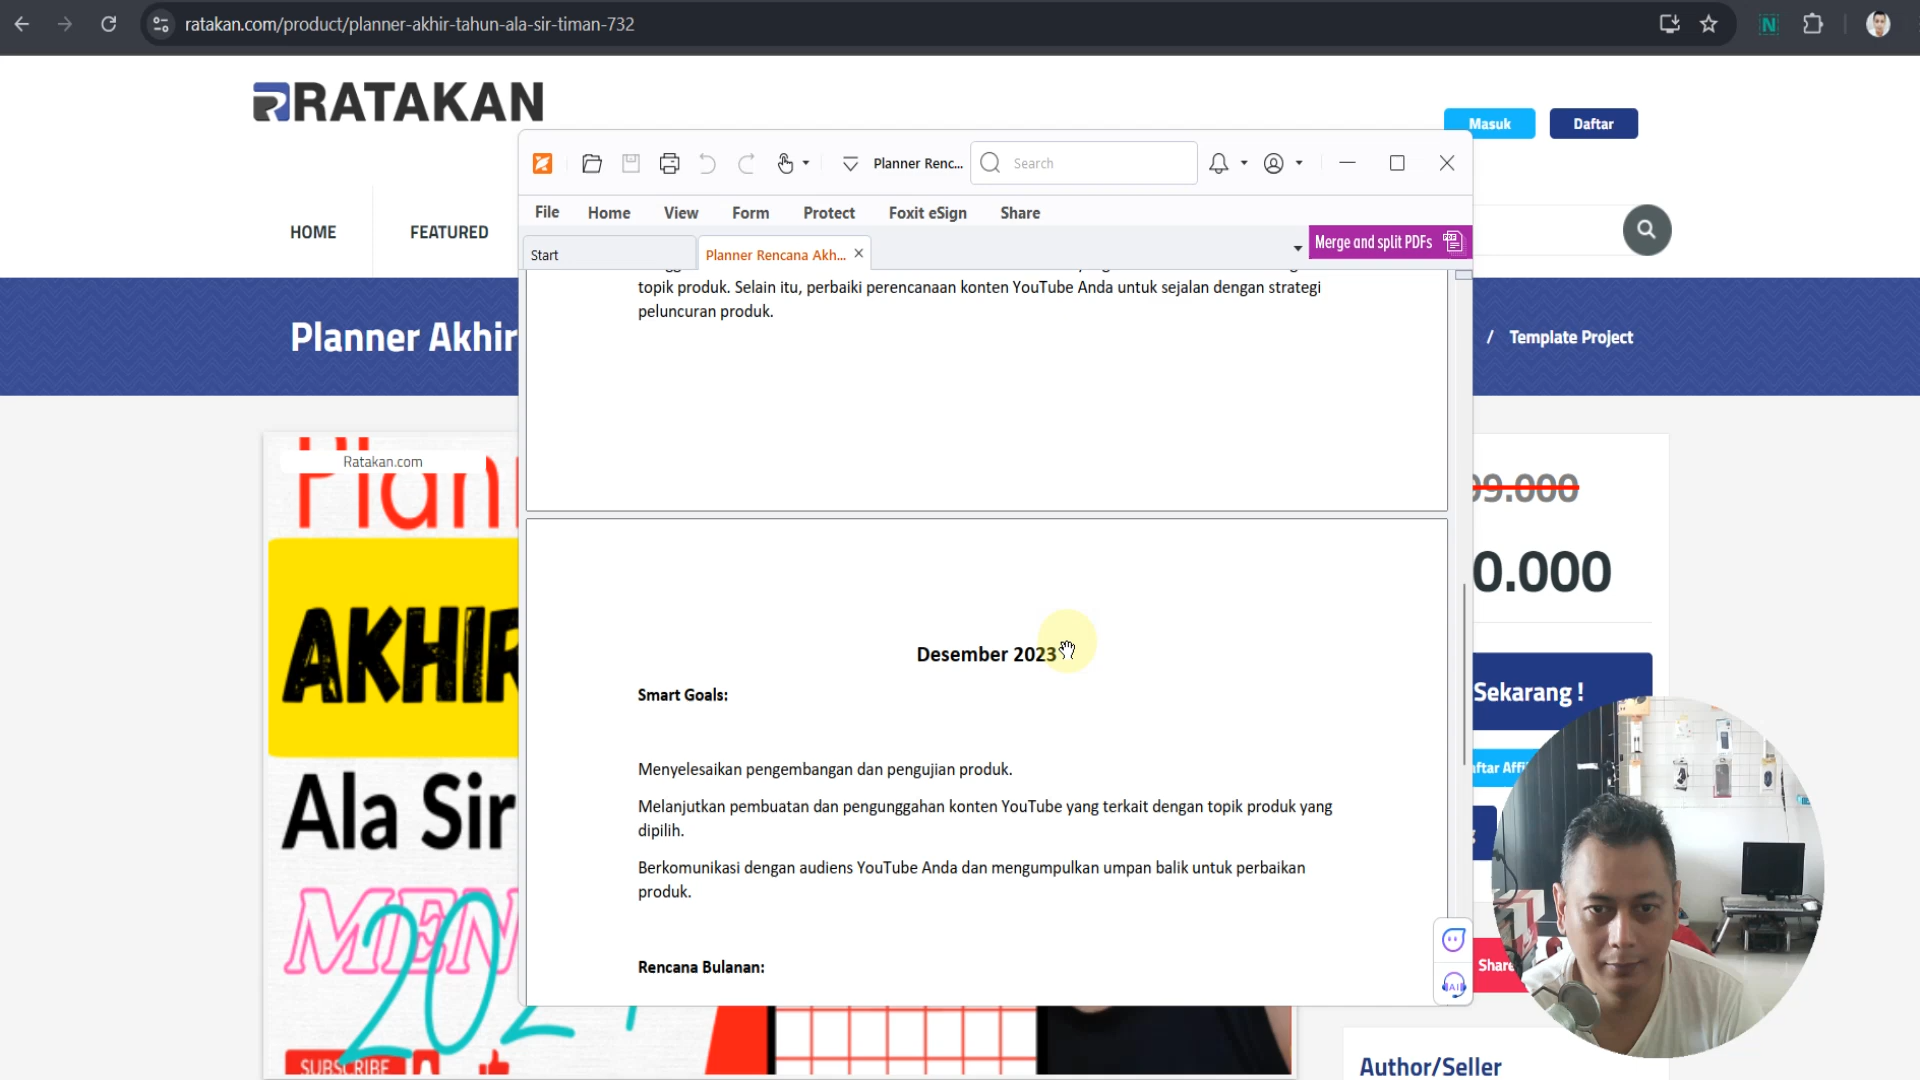 ratakan.com/product/planner-akhir-tahun-ala-sir-timan-732
RATAKAN
Masuk
Daftar
HOME
FEATURED
Planner Renc...
Search
File
Home
View
Form
Protect
Foxit eSign
Share
Start
Planner Rencana Akh...
Merge and split PDFs
topik produk. Selain itu, perbaiki perencanaan konten YouTube Anda untuk sejalan dengan strategi
peluncuran produk.
Planner Akhir
/ Template Project
Ratakan.com
AKHIR
Ala Sir
99.000
0.000
Sekarang !
Share
SUBSCRIBE
Desember 2023
Smart Goals:
Menyelesaikan pengembangan dan pengujian produk.
Melanjutkan pembuatan dan pengunggahan konten YouTube yang terkait dengan topik produk yang
dipilih.
Berkomunikasi dengan audiens YouTube Anda dan mengumpulkan umpan balik untuk perbaikan
produk.
Rencana Bulanan:
Author/Seller